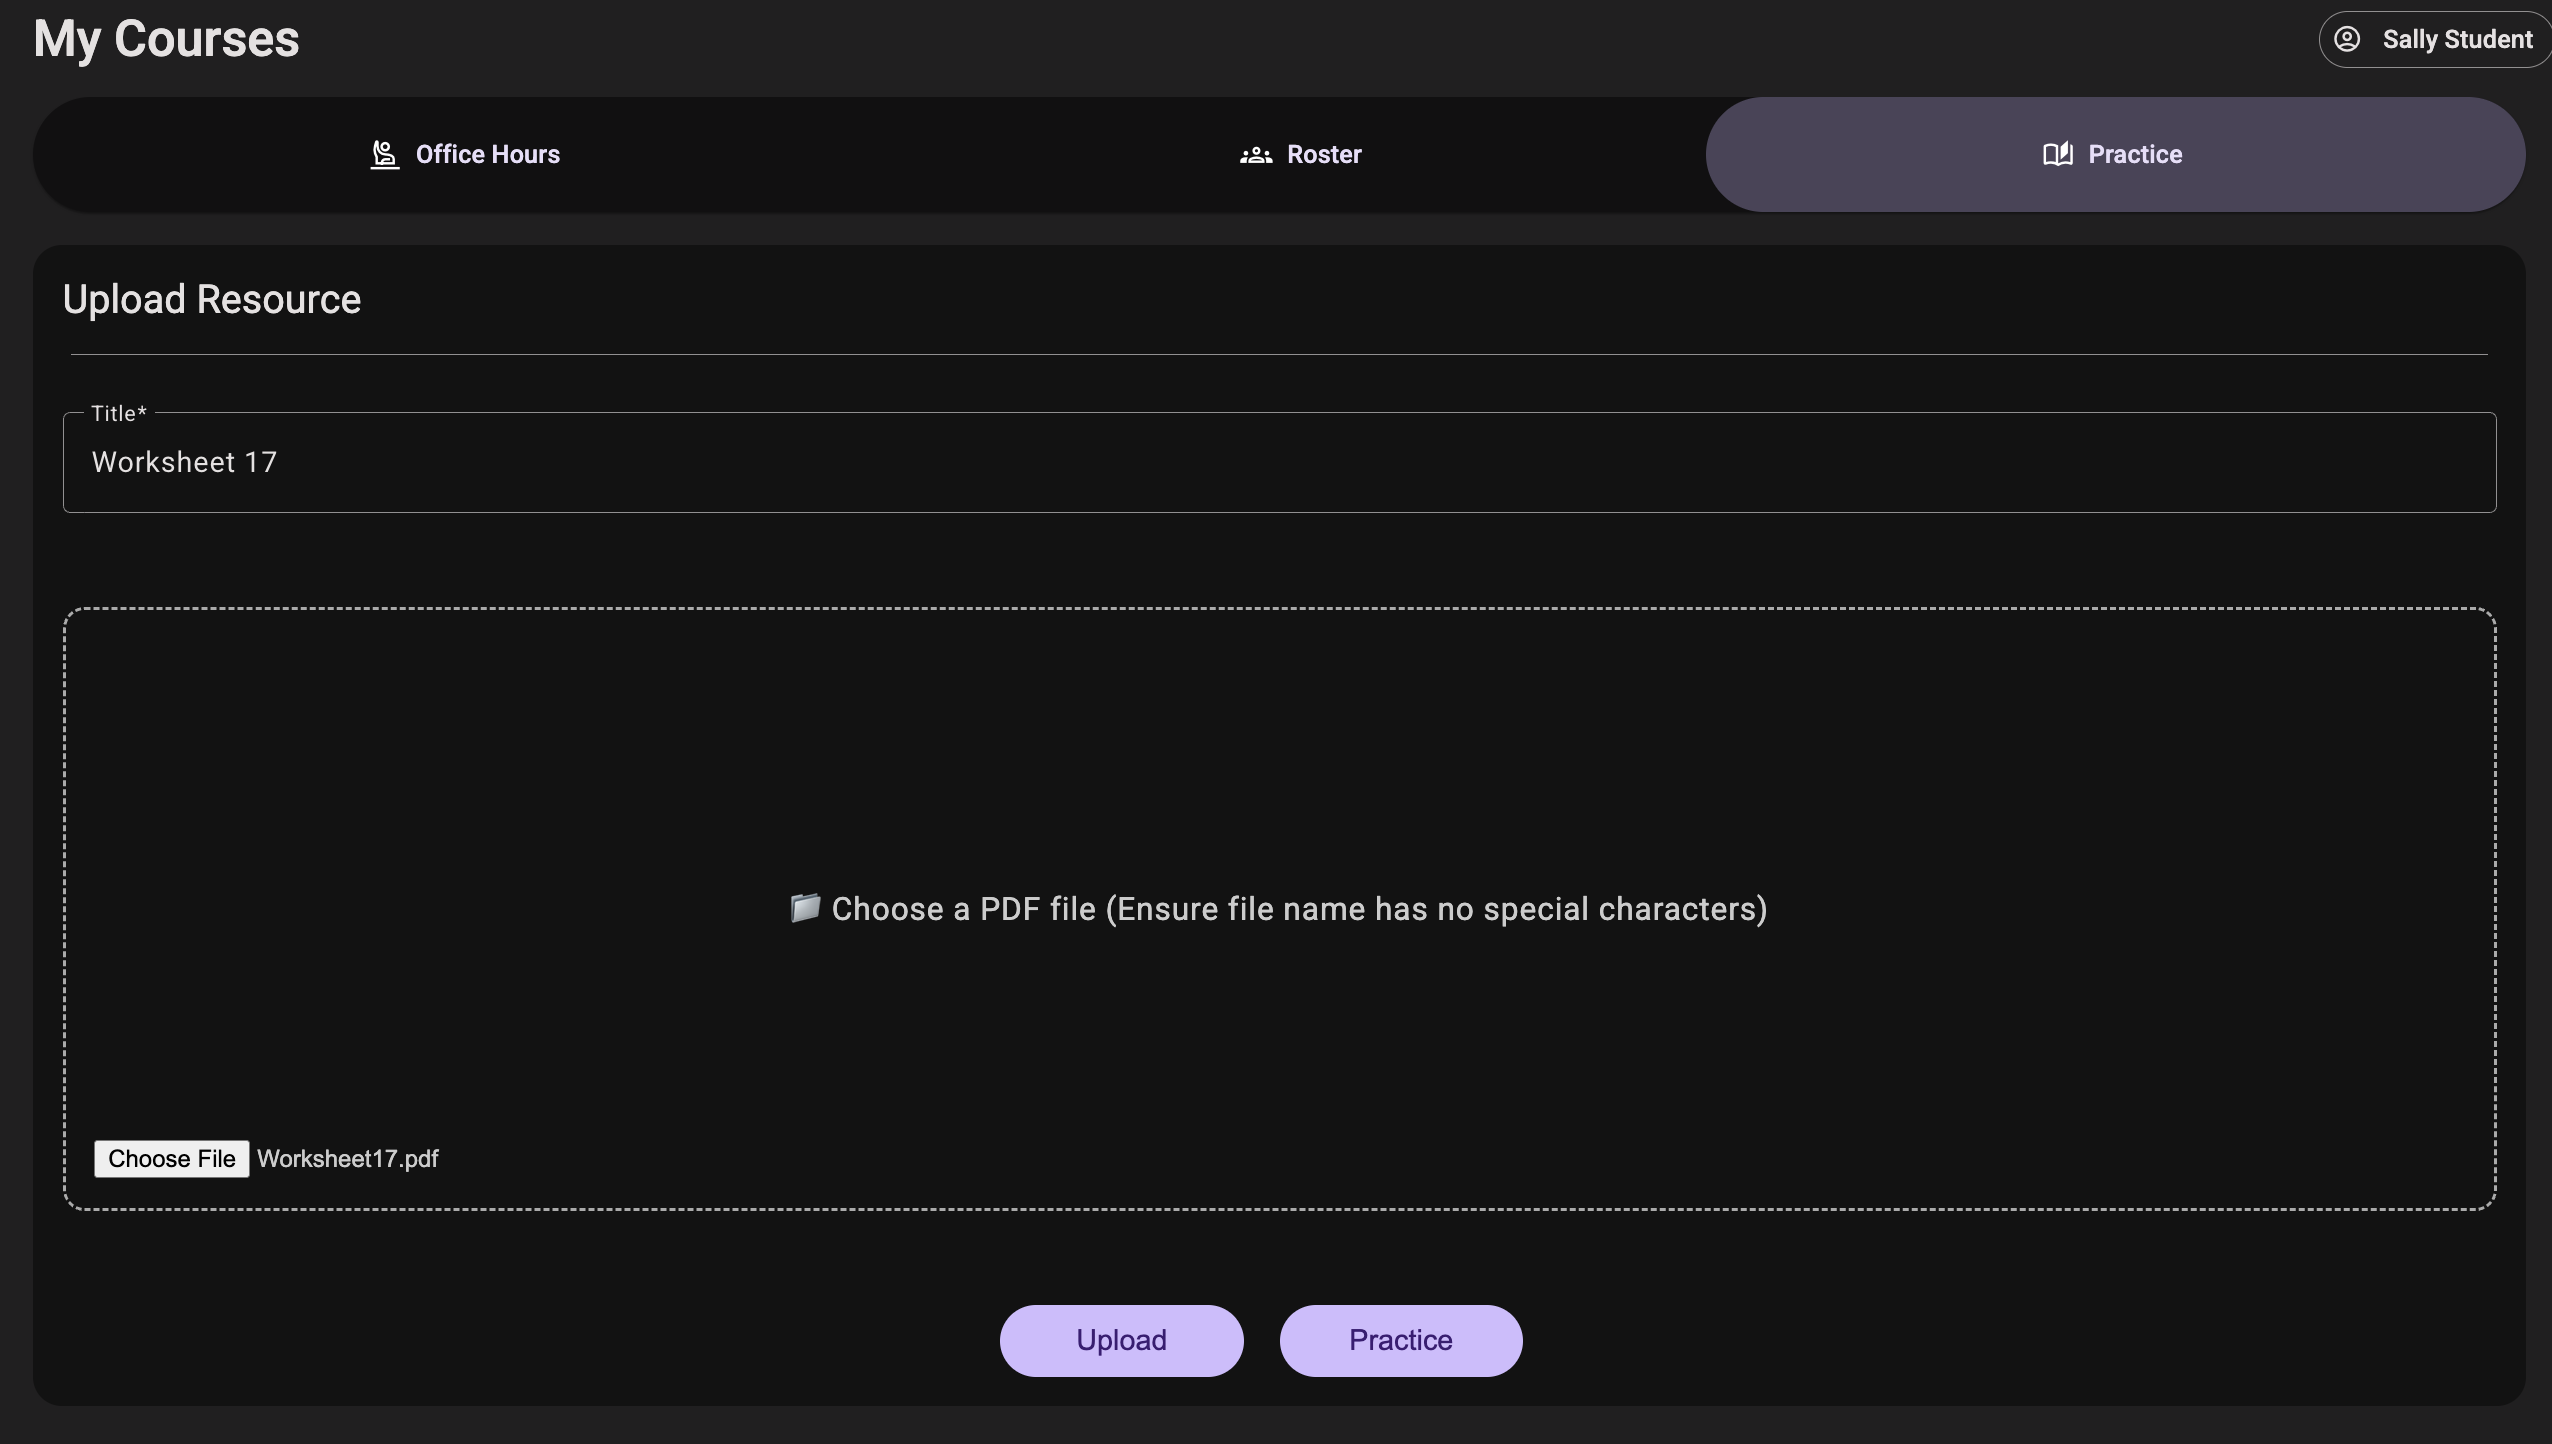 My Courses
Sally Student
Office Hours
Roster
Practice
Upload Resource
Title*
Worksheet 17
Choose a PDF file (Ensure file name has no special characters)
Choose File Worksheet17.pdf
Upload
Practice